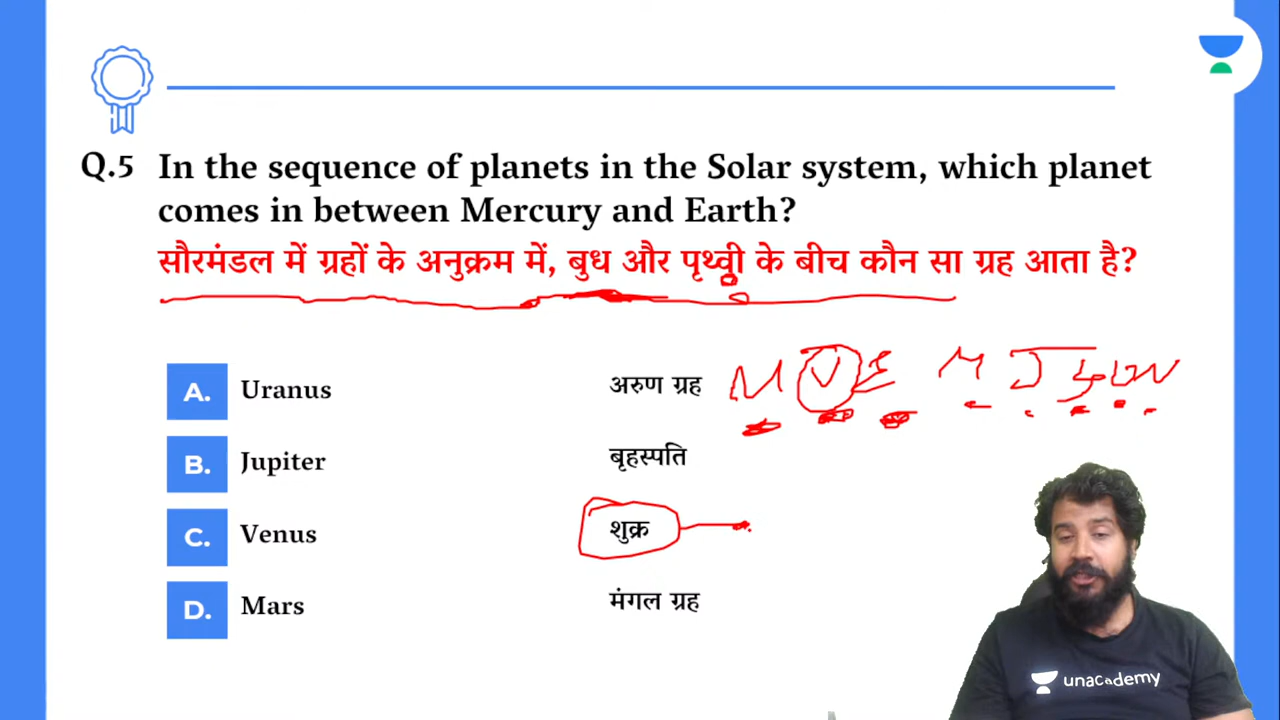 Q.5 In the sequence of planets in the Solar system, which planet
comes in between Mercury and Earth?
सौरमंडल में ग्रहों के अनुक्रम में, बुध और पृथ्वी के बीच कौन सा ग्रह आता है?
A. Uranus अरुण ग्रह
M V E M J S U N
B. Jupiter बृहस्पति
C. Venus शुक्र
D. Mars मंगल ग्रह
unacademy